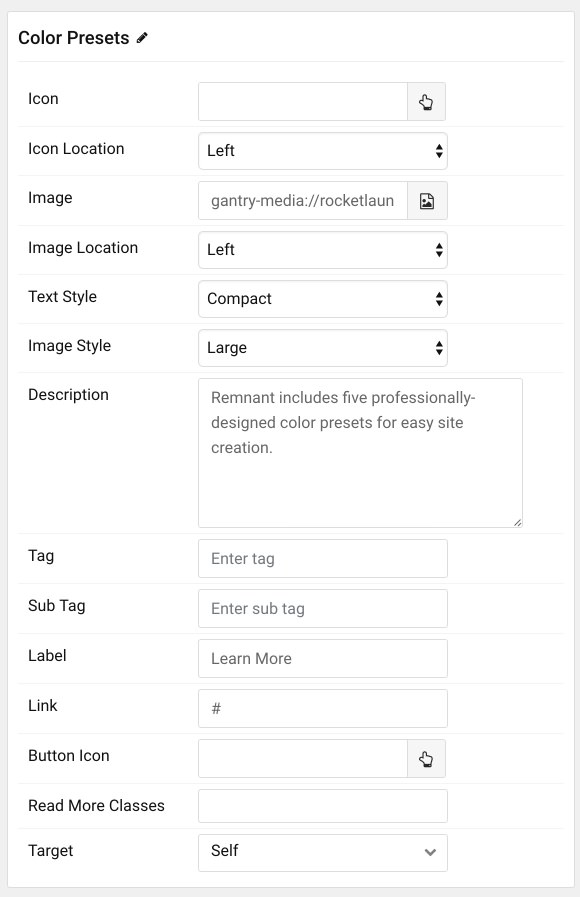 Color Presets
Icon
Icon Location Left
Image gantry-media://rocketlaun
Image Location Left
Text Style Compact
Image Style Large
Description Remnant includes five professionally-
designed color presets for easy site
creation.
Tag Enter tag
Sub Tag Enter sub tag
Label Learn More
Link #
Button Icon
Read More Classes
Target Self